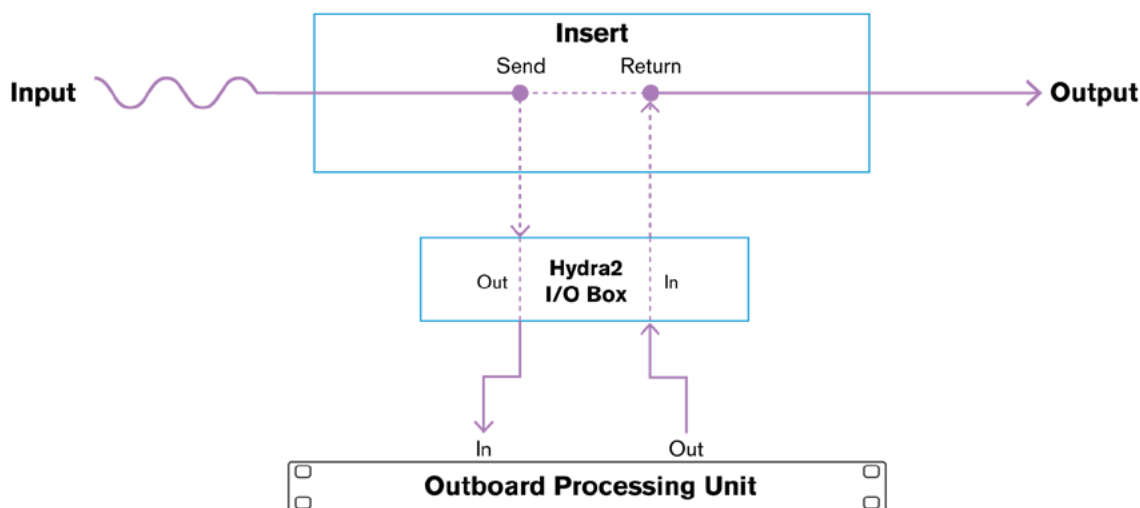 Insert
Send
Return
Input
Output
Out
Hydra2
I/O Box
In
In
Out
Outboard Processing Unit